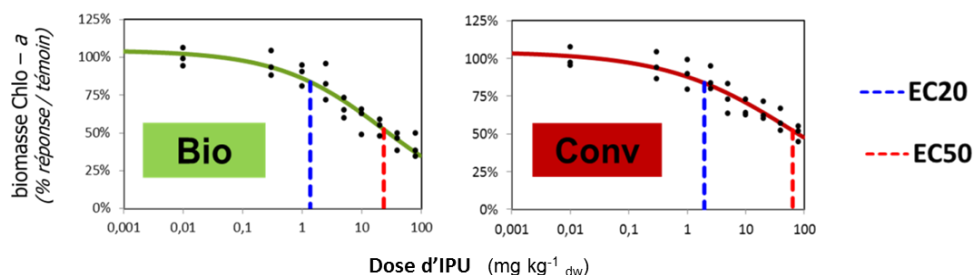 biomasse Chlo – a
(% réponse / témoin)
125%
100%
75%
50%
25%
0%
Bio
0,001 0,01 0,1 1 10 100
125%
100%
75%
50%
25%
0%
Conv
0,001 0,01 0,1 1 10 100
EC20
EC50
Dose d’IPU (mg kg⁻¹ dw)